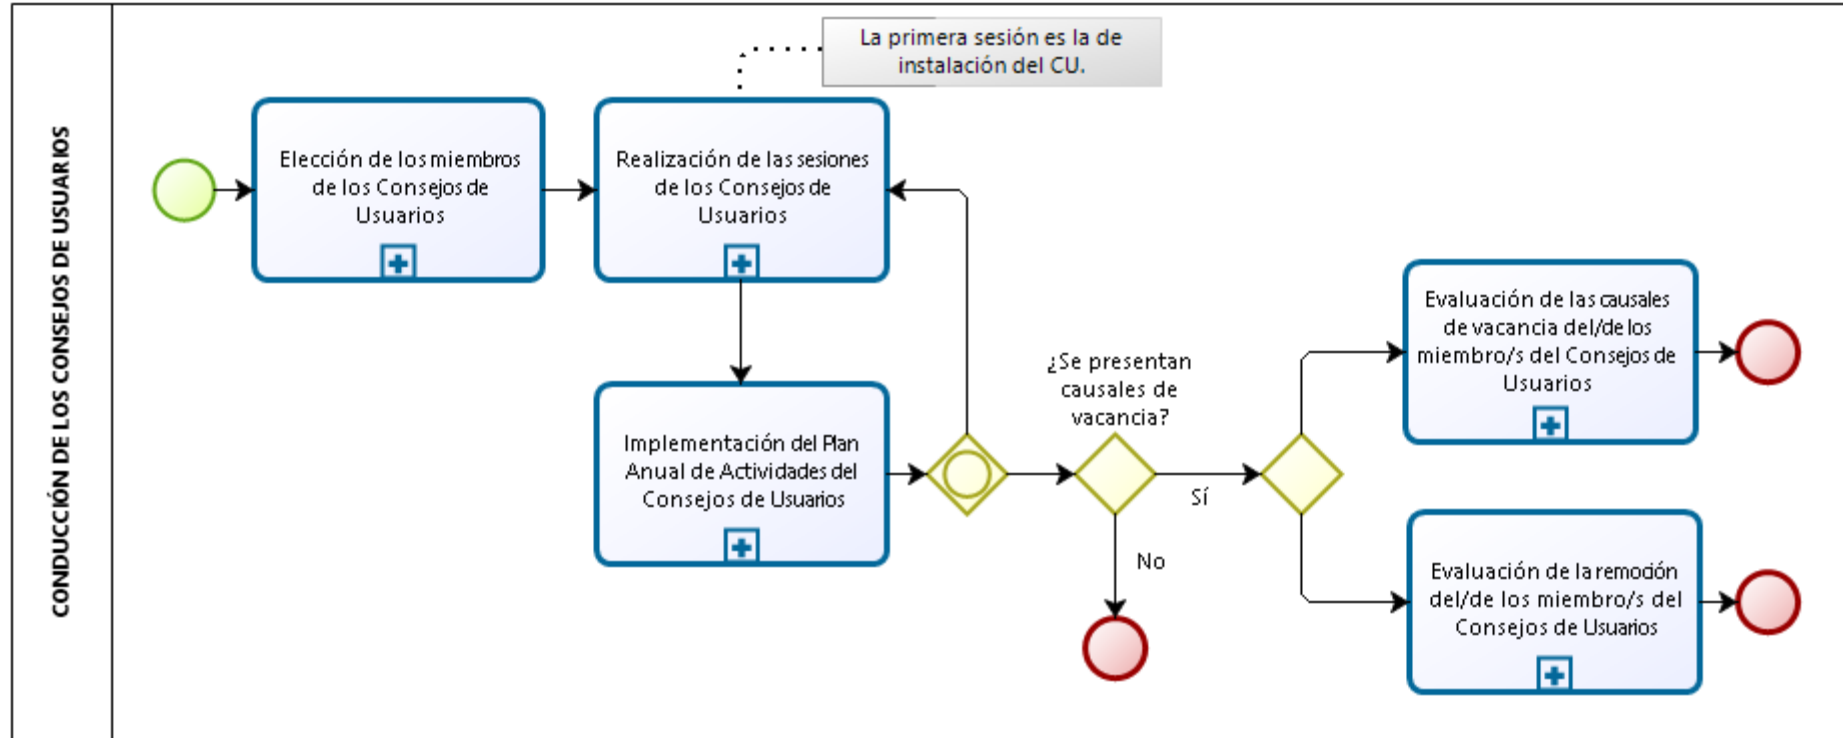 CONDUCCIÓN DE LOS CONSEJOS DE USUARIOS
La primera sesión es la de
instalación del CU.
Elección de los miembros
de los Consejos de
Usuarios
Realización de las sesiones
de los Consejos de
Usuarios
Implementación del Plan
Anual de Actividades del
Consejos de Usuarios
¿Se presentan
causales de
vacancia?
Sí
No
Evaluación de las causales
de vacancia del/de los
miembro/s del Consejos de
Usuarios
Evaluación de la remoción
del/de los miembro/s del
Consejos de Usuarios